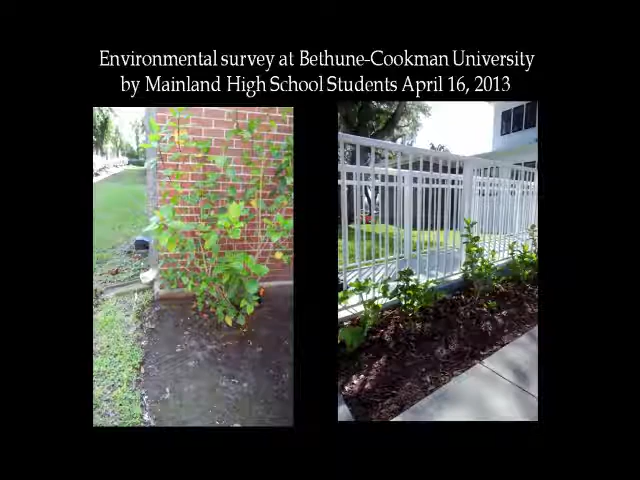 Environmental survey at Bethune-Cookman University
by Mainland High School Students April 16, 2013